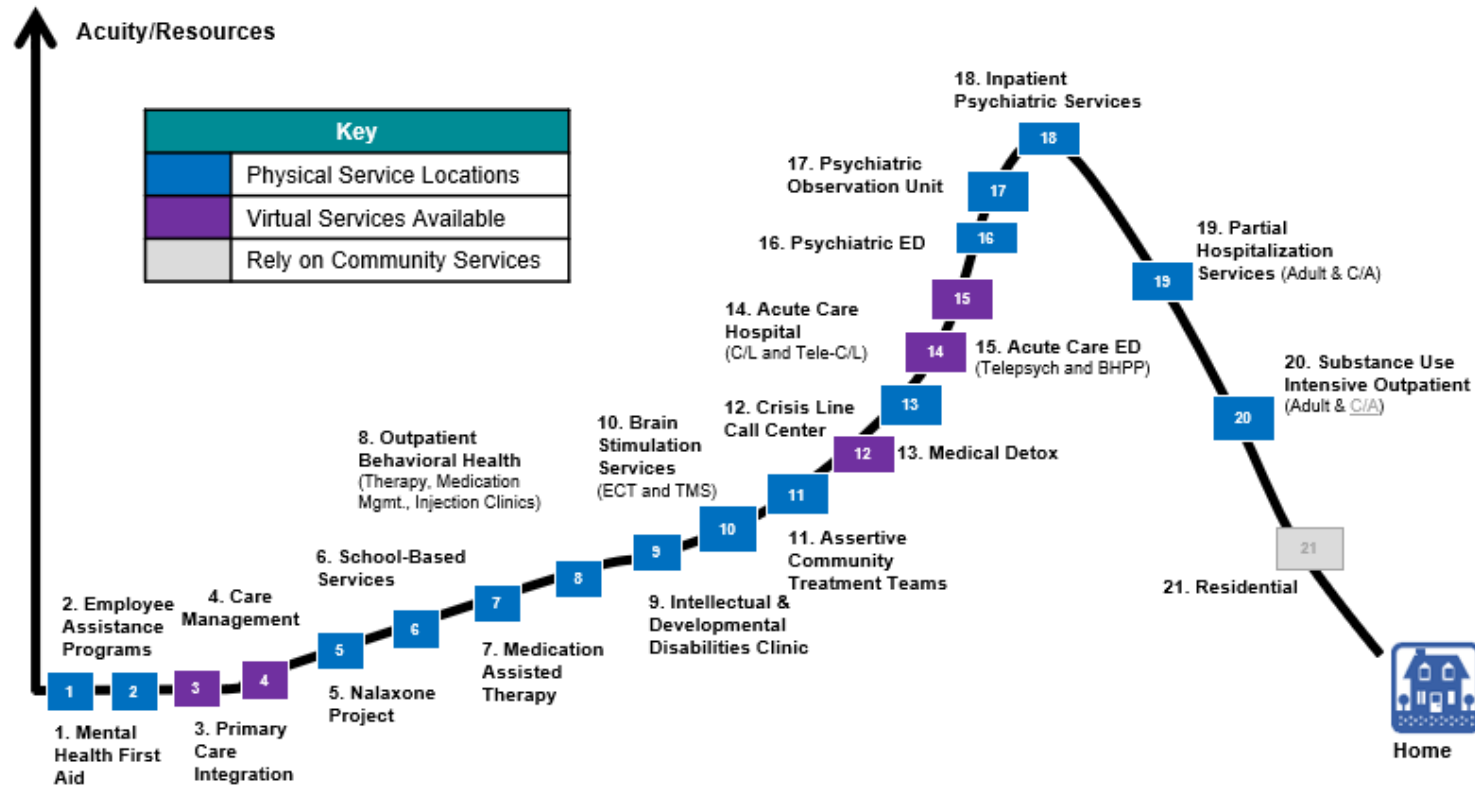 Acuity/Resources
Key
Physical Service Locations
Virtual Services Available
Rely on Community Services
1
2
3
4
5
6
7
8
9
10
11
12
13
14
15
16
17
18
19
20
21
1. Mental
Health First
Aid
2. Employee
Assistance
Programs
3. Primary
Care
Integration
4. Care
Management
5. Nalaxone
Project
6. School-Based
Services
7. Medication
Assisted
Therapy
8. Outpatient
Behavioral Health
(Therapy, Medication
Mgmt., Injection Clinics)
9. Intellectual &
Developmental
Disabilities Clinic
10. Brain
Stimulation
Services
(ECT and TMS)
11. Assertive
Community
Treatment Teams
12. Crisis Line
Call Center
13. Medical Detox
14. Acute Care
Hospital
(C/L and Tele-C/L)
15. Acute Care ED
(Telepsych and BHPP)
16. Psychiatric ED
17. Psychiatric
Observation Unit
18. Inpatient
Psychiatric Services
19. Partial
Hospitalization
Services (Adult & C/A)
20. Substance Use
Intensive Outpatient
(Adult & C/A)
21. Residential
Home